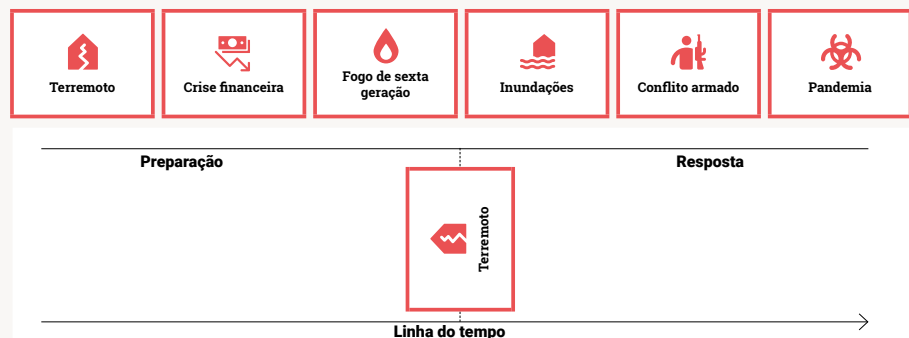 Terremoto
Crise financeira
Fogo de sexta
geração
Inundações
Conflito armado
Pandemia
Preparação
Resposta
Terremoto
Linha do tempo